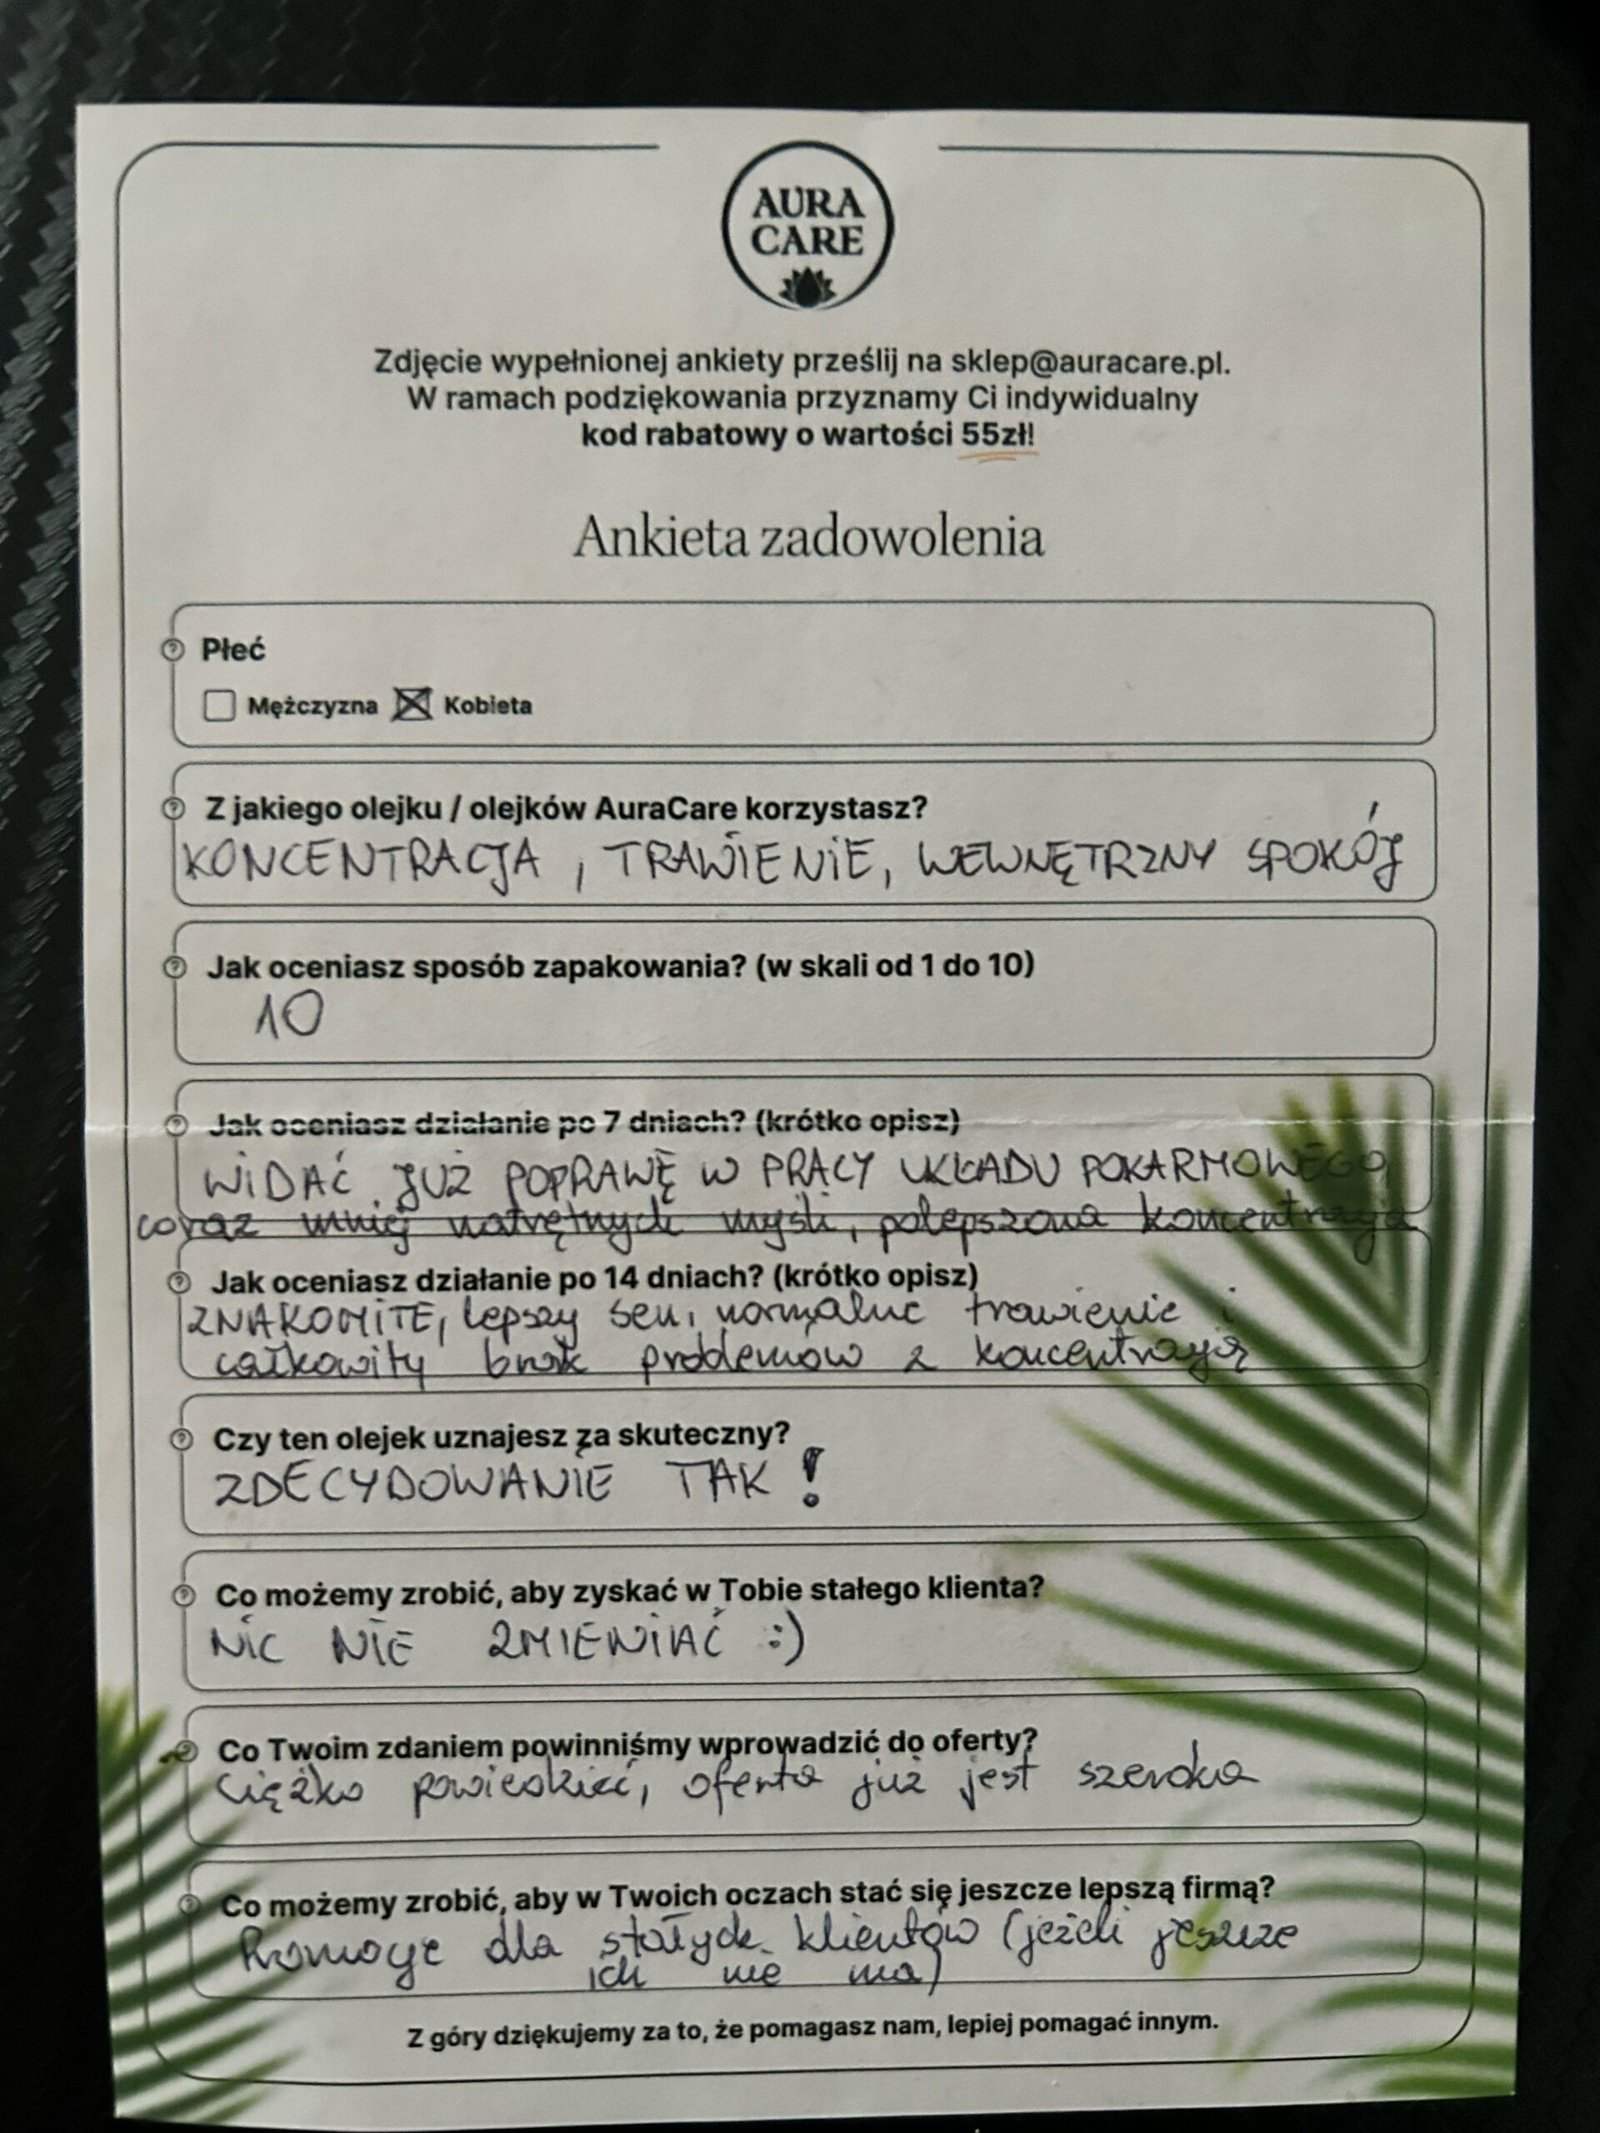 AURA
CARE
Zdjęcie wypełnionej ankiety prześlij na sklep@auracare.pl.
W ramach podziękowania przyznamy Ci indywidualny
kod rabatowy o wartości 55zł!
Ankieta zadowolenia
Płeć
Mężczyzna Kobieta
Z jakiego olejku / olejków AuraCare korzystasz?
KONCENTRACJA, TRAWIENIE, WEWNĘTRZNY SPOKÓJ
Jak oceniasz sposób zapakowania? (w skali od 1 do 10)
10
Jak oceniasz działanie po 7 dniach? (krótko opisz)
WIDAĆ JUŻ POPRAWĘ W PRACY UKŁADU POKARMOWEGO,
coraz mniej natrętnych myśli, polepszona koncentracja
Jak oceniasz działanie po 14 dniach? (krótko opisz)
ZNAKOMITE, lepszy sen, normalne trawienie i
całkowity brak problemów z koncentracją
Czy ten olejek uznajesz za skuteczny?
ZDECYDOWANIE TAK!
Co możemy zrobić, aby zyskać w Tobie stałego klienta?
NIC NIE ZMIENIAĆ :)
Co Twoim zdaniem powinniśmy wprowadzić do oferty?
Ciężko powiedzieć, oferta już jest szeroka
Co możemy zrobić, aby w Twoich oczach stać się jeszcze lepszą firmą?
Promocje dla stałych klientów (jeżeli jeszcze
ich nie ma)
Z góry dziękujemy za to, że pomagasz nam, lepiej pomagać innym.